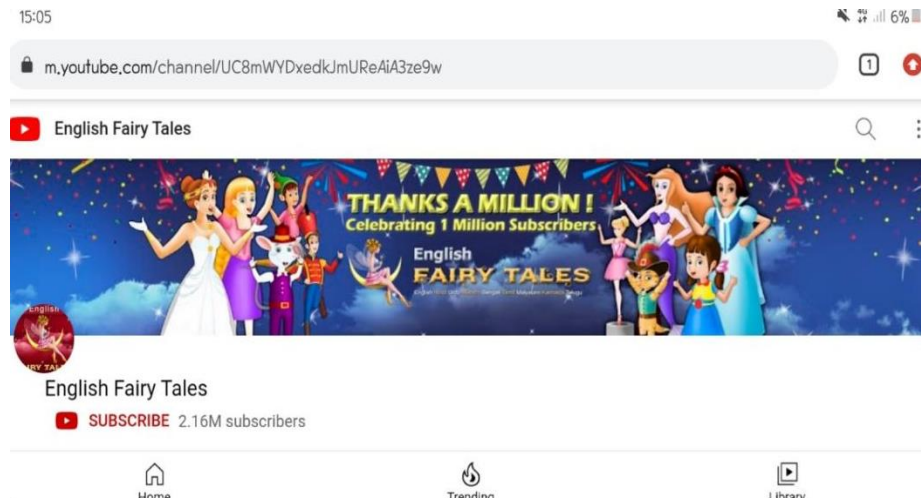 15:05 4G 6%
m.youtube.com/channel/UC8mWYDxedkJmUReAiA3ze9w 1
English Fairy Tales
THANKS A MILLION !
Celebrating 1 Million Subscribers
English
FAIRY TALES
English
English Fairy Tales
SUBSCRIBE 2.16M subscribers
Home Trending Library